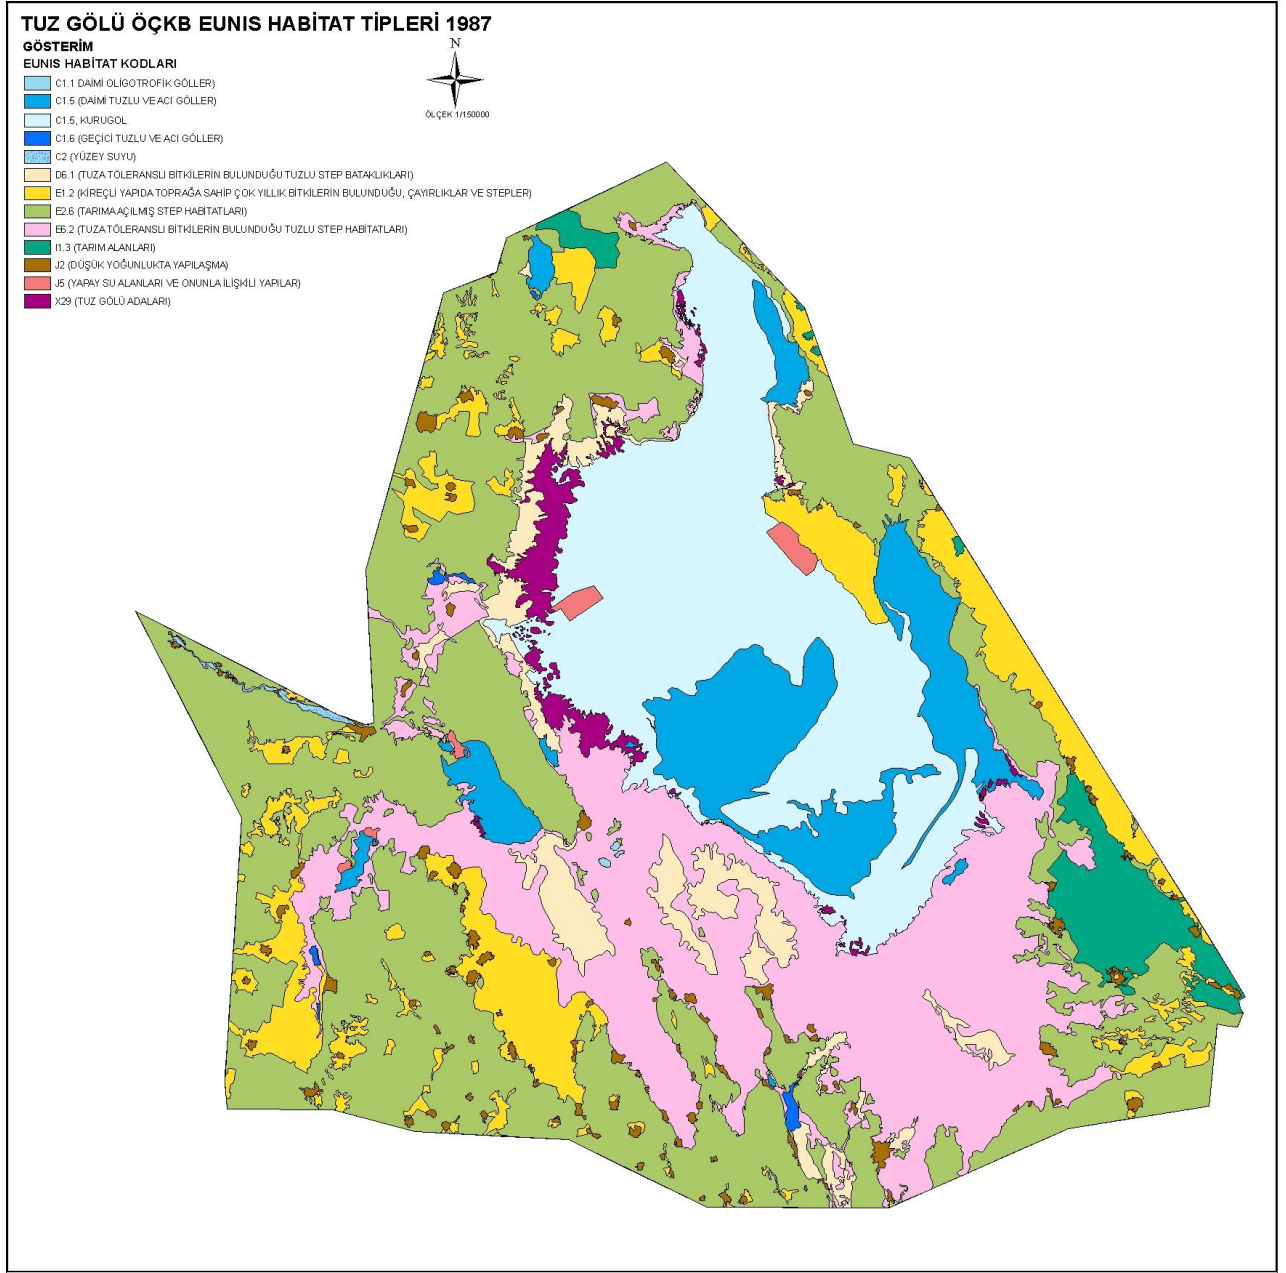 TUZ GÖLÜ ÖÇKB EUNIS HABİTAT TİPLERİ 1987
GÖSTERİM
EUNIS HABİTAT KODLARI
C1.1 DAİMİ OLİGOTROFİK GÖLLER)
C1.5 (DAİMİ TUZLU VE ACI GÖLLER)
C1.5, KURUGOL
C1.6 (GEÇİCİ TUZLU VE ACI GÖLLER)
C2 (YÜZEY SUYU)
D6.1 (TUZA TÖLERANSLI BİTKİLERİN BULUNDUĞU TUZLU STEP BATAKLIKLARI)
E1.2 (KİREÇLİ YAPIDA TOPRAĞA SAHİP ÇOK YILLIK BİTKİLERİN BULUNDUĞU, ÇAYIRLIKLAR VE STEPLER)
E2.6 (TARIMA AÇILMIŞ STEP HABİTATLARI)
E6.2 (TUZA TÖLERANSLI BİTKİLERİN BULUNDUĞU TUZLU STEP HABİTATLARI)
I1.3 (TARIM ALANLARI)
J2 (DÜŞÜK YOĞUNLUKTA YAPILAŞMA)
J5 (YAPAY SU ALANLARI VE ONUNLA İLİŞKİLİ YAPILAR)
X29 (TUZ GÖLÜ ADALARI)
N
ÖLÇEK 1/150000